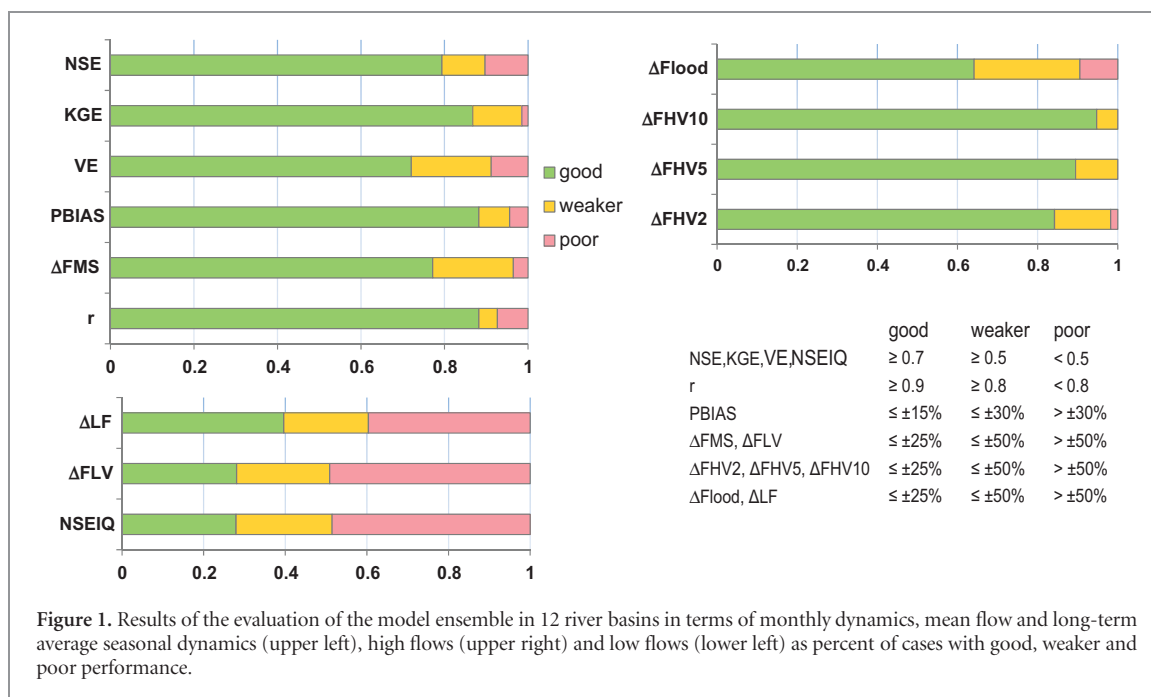 NSE
KGE
VE
PBIAS
ΔFMS
r
0 0.2 0.4 0.6 0.8 1
good
weaker
poor
ΔFlood
ΔFHV10
ΔFHV5
ΔFHV2
0 0.2 0.4 0.6 0.8 1
ΔLF
ΔFLV
NSEIQ
0 0.2 0.4 0.6 0.8 1
good weaker poor
NSE,KGE,VE,NSEIQ ≥ 0.7 ≥ 0.5 < 0.5
r ≥ 0.9 ≥ 0.8 < 0.8
PBIAS ≤ ±15% ≤ ±30% > ±30%
ΔFMS, ΔFLV ≤ ±25% ≤ ±50% > ±50%
ΔFHV2, ΔFHV5, ΔFHV10 ≤ ±25% ≤ ±50% > ±50%
ΔFlood, ΔLF ≤ ±25% ≤ ±50% > ±50%
Figure 1. Results of the evaluation of the model ensemble in 12 river basins in terms of monthly dynamics, mean flow and long-term
average seasonal dynamics (upper left), high flows (upper right) and low flows (lower left) as percent of cases with good, weaker and
poor performance.